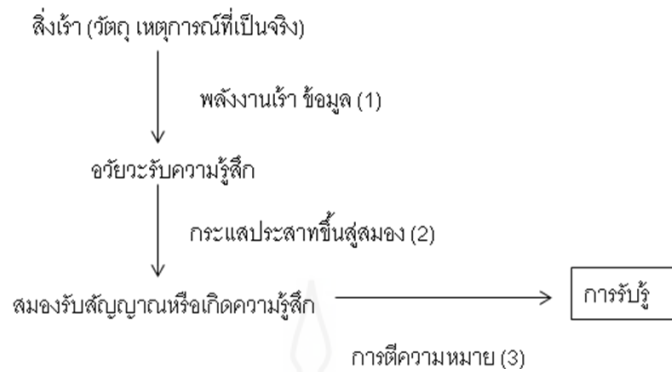 สิ่งเร้า (วัตถุ เหตุการณ์ที่เป็นจริง)
พลังงานเร้า ข้อมูล (1)
อวัยวะรับความรู้สึก
กระแสประสาทขึ้นสู่สมอง (2)
สมองรับสัญญาณหรือเกิดความรู้สึก
การรับรู้
การตีความหมาย (3)